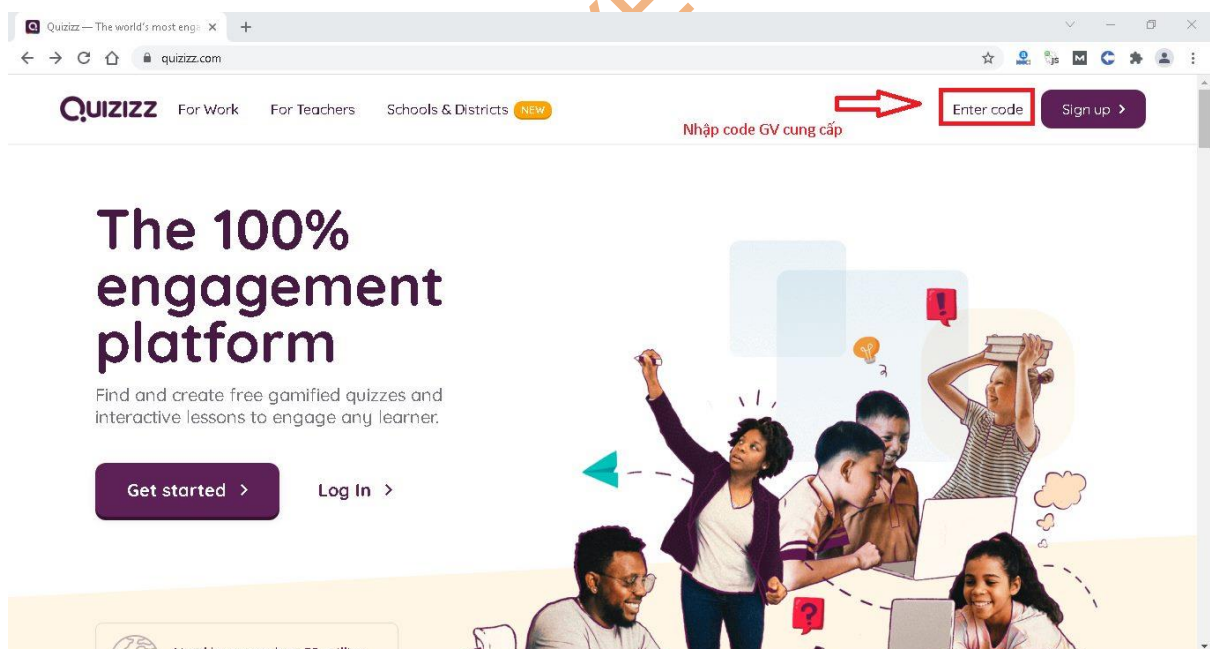 Quizizz — The world's most enga
quizizz.com
QUIZIZZ For Work For Teachers Schools & Districts NEW Enter code Sign up >
Nhập code GV cung cấp
The 100%
engagement
platform
Find and create free gamified quizzes and
interactive lessons to engage any learner.
Get started > Log In >